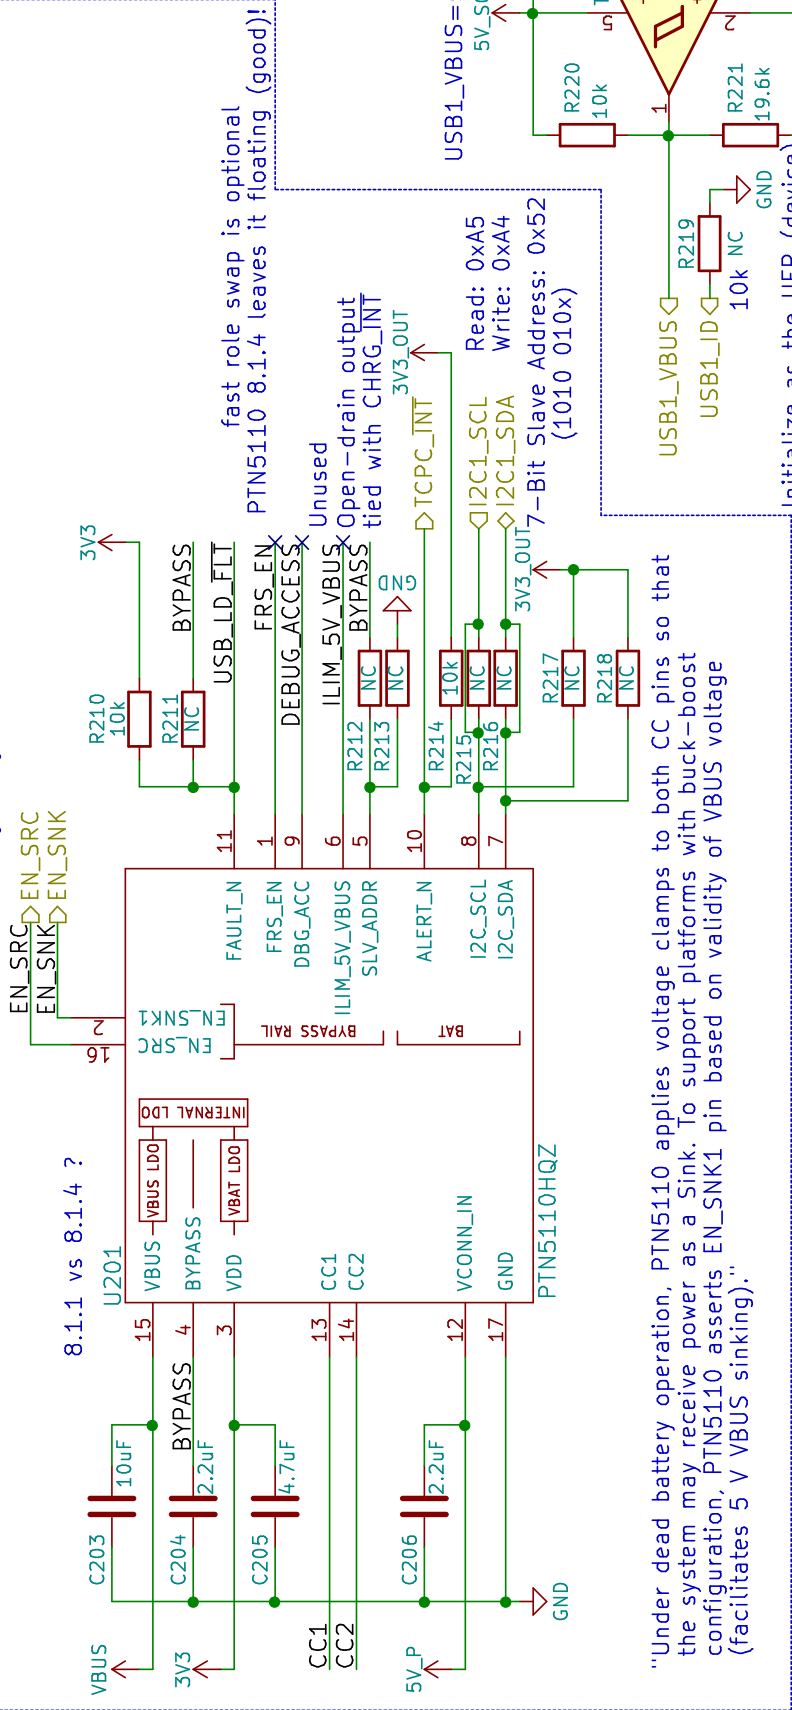 fast role swap is optional
PTN5110 8.1.4 leaves it floating (good)!
USB1_VBUS=
5V_S
5
2
1
R220
10k
R221
19.6k
R219
NC
10k
GND
USB1_VBUS
USB1_ID
Initialize as the UFP (device)
Read: 0xA5
Write: 0xA4
7-Bit Slave Address: 0x52
(1010 010x)
Unused
Open-drain output
tied with CHRG_INT
3V3_OUT
TCPC_INT
I2C1_SCL
I2C1_SDA
3V3_OUT
3V3
BYPASS
USB_LD_FLT
FRS_EN
DEBUG_ACCESS
ILIM_5V_VBUS
BYPASS
GND
R210
10k
R211
NC
R212
NC
R213
NC
R214
10k
R215
NC
R216
NC
R217
NC
R218
NC
EN_SRC
EN_SNK
EN_SRC
EN_SNK
2
16
11
1
9
6
5
10
8
7
EN_SNK1
EN_SRC
FAULT_N
FRS_EN
DBG_ACC
ILIM_5V_VBUS
SLV_ADDR
ALERT_N
I2C_SCL
I2C_SDA
BYPASS RAIL
BAT
INTERNAL LDO
VBUS LDO
VBAT LDO
8.1.1 vs 8.1.4 ?
U201
PTN5110HQZ
VBUS
BYPASS
VDD
CC1
CC2
VCONN_IN
GND
15
4
3
13
14
12
17
BYPASS
C203
10uF
C204
2.2uF
C205
4.7uF
C206
2.2uF
VBUS
3V3
CC1
CC2
5V_P
GND
"Under dead battery operation, PTN5110 applies voltage clamps to both CC pins so that
the system may receive power as a Sink. To support platforms with buck-boost
configuration, PTN5110 asserts EN_SNK1 pin based on validity of VBUS voltage
(facilitates 5 V VBUS sinking)."